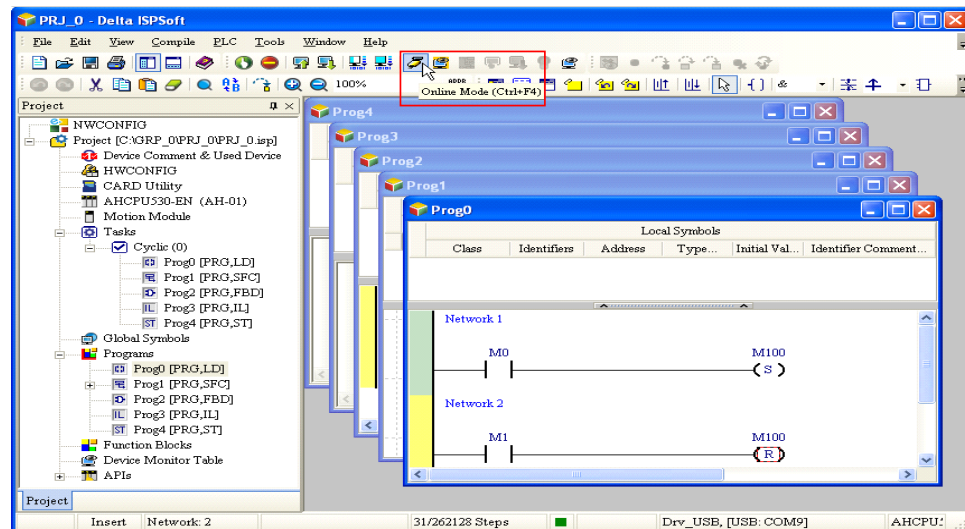 PRJ_0 - Delta ISPSoft
File Edit View Compile PLC Tools Window Help
100%
Online Mode (Ctrl+F4)
Project
NWCONFIG
Project [C:\GRP_0\PRJ_0\PRJ_0.isp]
Device Comment & Used Device
HWCONFIG
CARD Utility
AHCPU530-EN (AH-01)
Motion Module
Tasks
Cyclic (0)
Prog0 [PRG,LD]
Prog1 [PRG,SFC]
Prog2 [PRG,FBD]
Prog3 [PRG,IL]
Prog4 [PRG,ST]
Global Symbols
Programs
Prog0 [PRG,LD]
Prog1 [PRG,SFC]
Prog2 [PRG,FBD]
Prog3 [PRG,IL]
Prog4 [PRG,ST]
Function Blocks
Device Monitor Table
APIs
Project
Prog4
Prog3
Prog2
Prog1
Prog0
Local Symbols
Class Identifiers Address Type... Initial Val... Identifier Comment...
Network 1
M0 M100
S
Network 2
M1 M100
R
Insert Network: 2 31/262128 Steps Drv_USB, [USB: COM9]